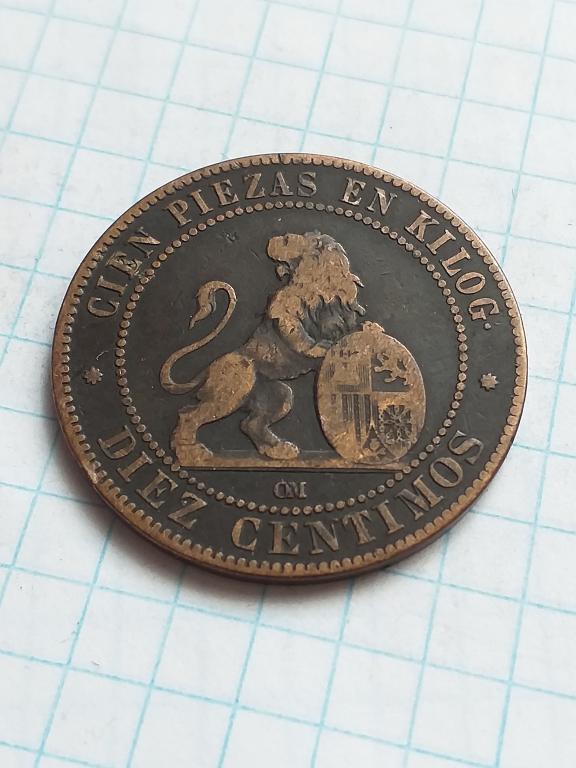 CIEN PIEZAS EN KILOG.
OM
* DIEZ CENTIMOS *